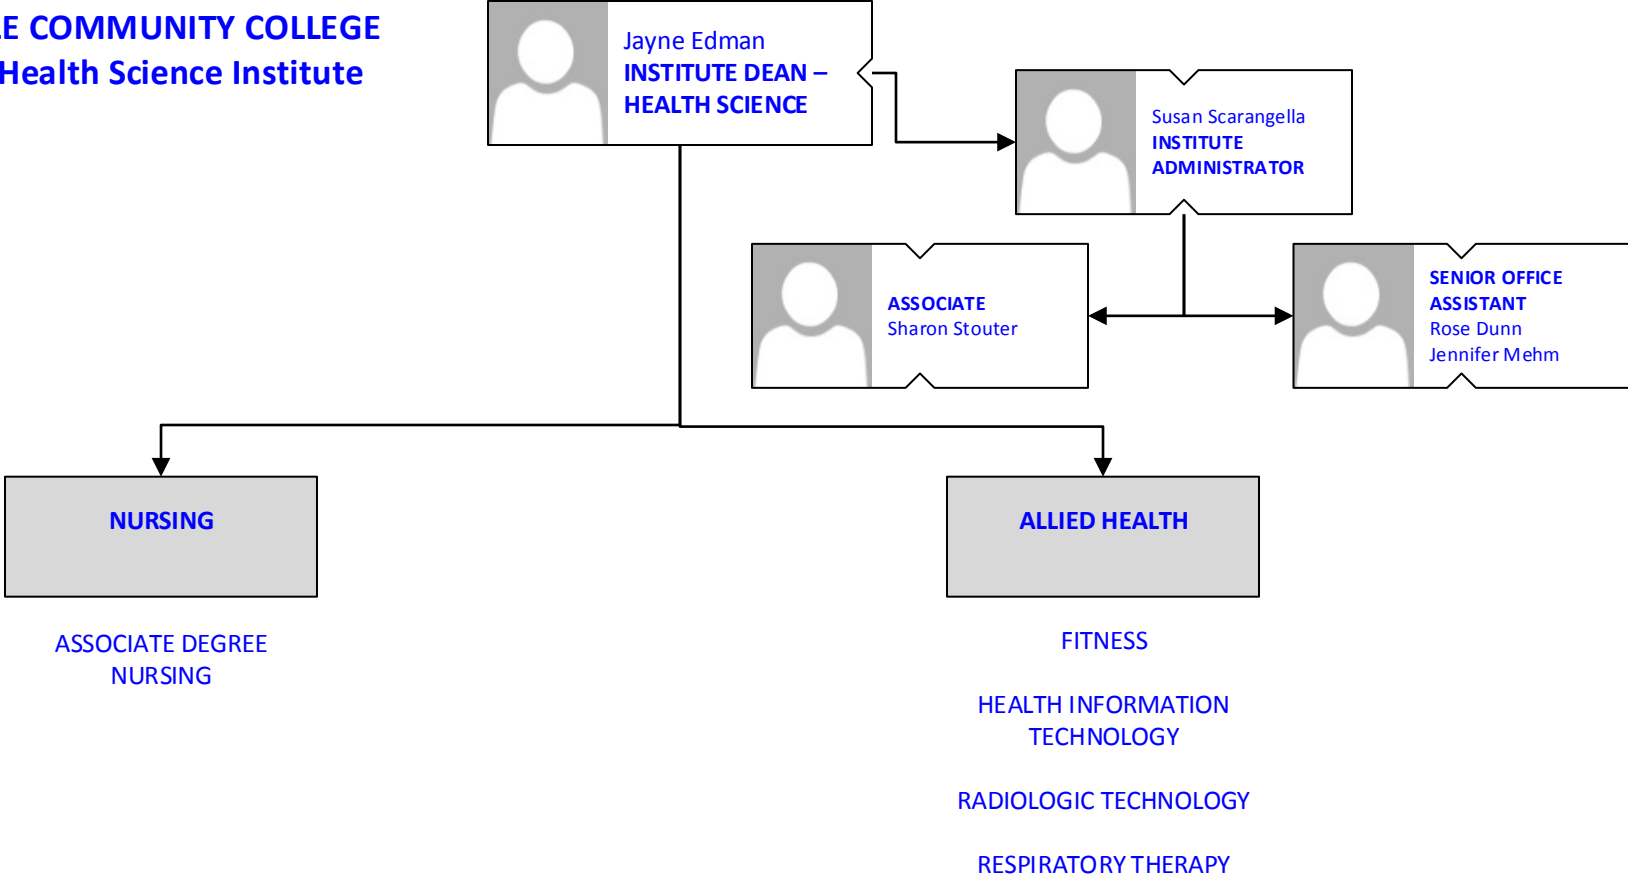 COMMUNITY COLLEGE
Health Science Institute
Jayne Edman
INSTITUTE DEAN –
HEALTH SCIENCE
Susan Scarangella
INSTITUTE
ADMINISTRATOR
ASSOCIATE
Sharon Stouter
SENIOR OFFICE
ASSISTANT
Rose Dunn
Jennifer Mehm
NURSING
ALLIED HEALTH
ASSOCIATE DEGREE
NURSING
FITNESS
HEALTH INFORMATION
TECHNOLOGY
RADIOLOGIC TECHNOLOGY
RESPIRATORY THERAPY